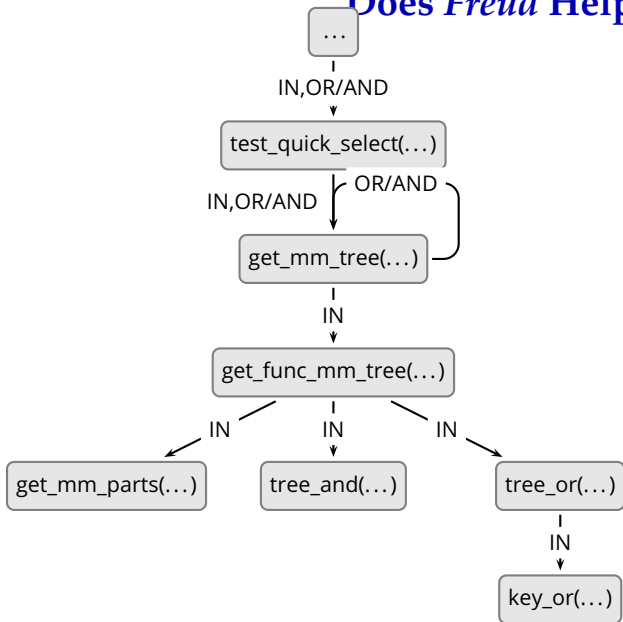 Does Freud Help
...
IN,OR/AND
test_quick_select(...)
IN,OR/AND
OR/AND
get_mm_tree(...)
IN
get_func_mm_tree(...)
IN
IN
IN
get_mm_parts(...)
tree_and(...)
tree_or(...)
IN
key_or(...)